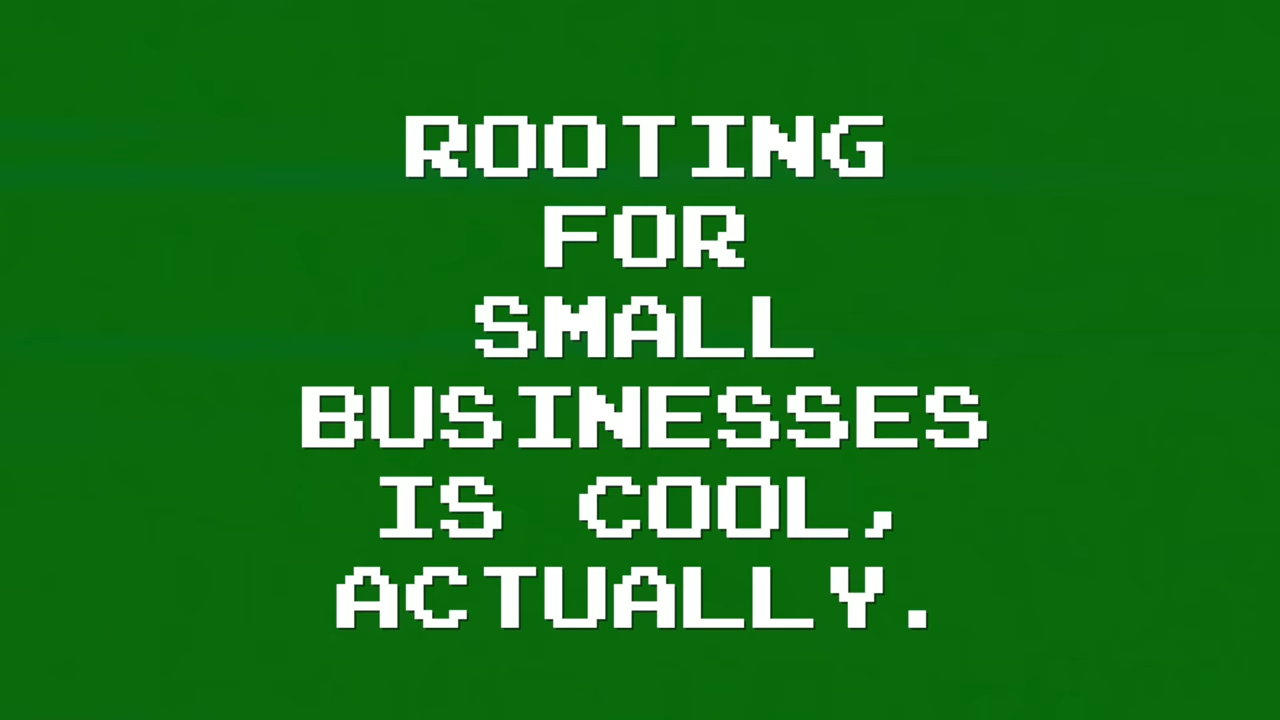 ROOTING
FOR
SMALL
BUSINESSES
IS COOL,
ACTUALLY.